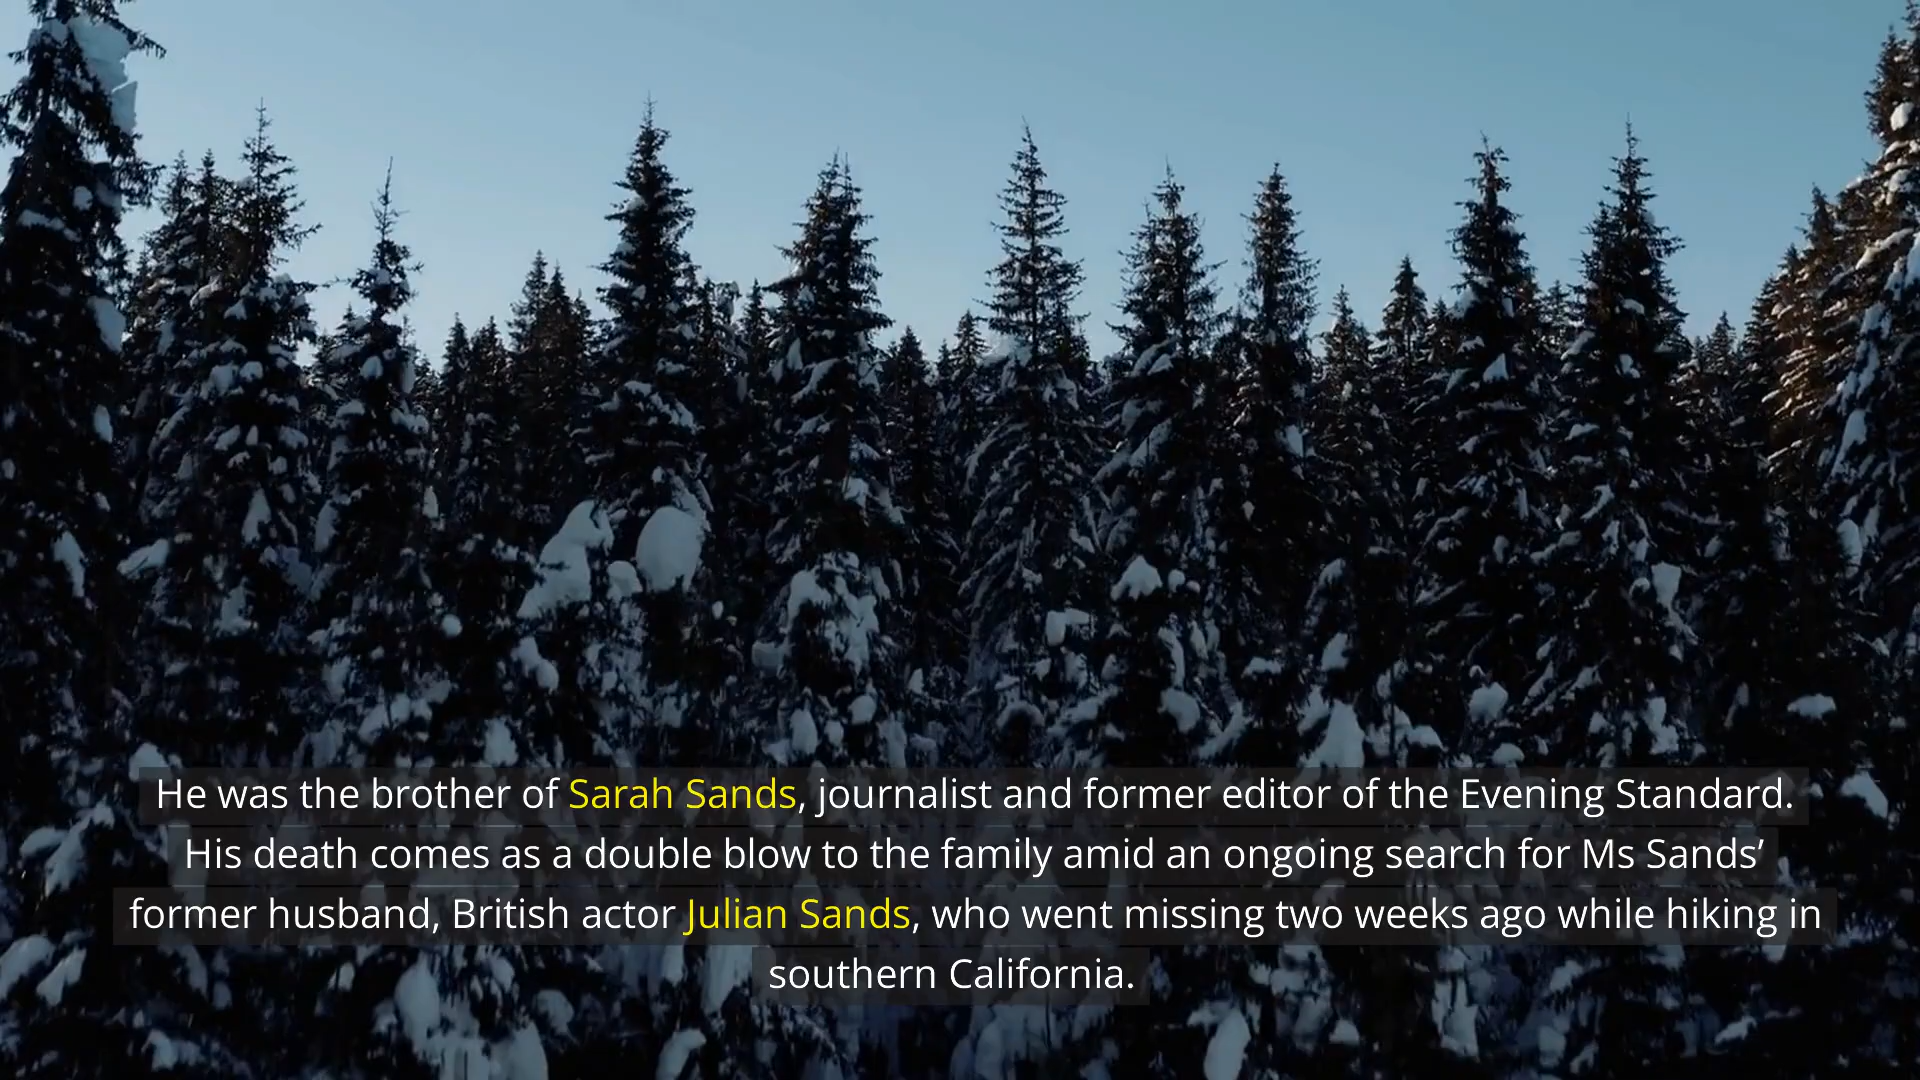 He was the brother of Sarah Sands, journalist and former editor of the Evening Standard.
His death comes as a double blow to the family amid an ongoing search for Ms Sands’
former husband, British actor Julian Sands, who went missing two weeks ago while hiking in
southern California.